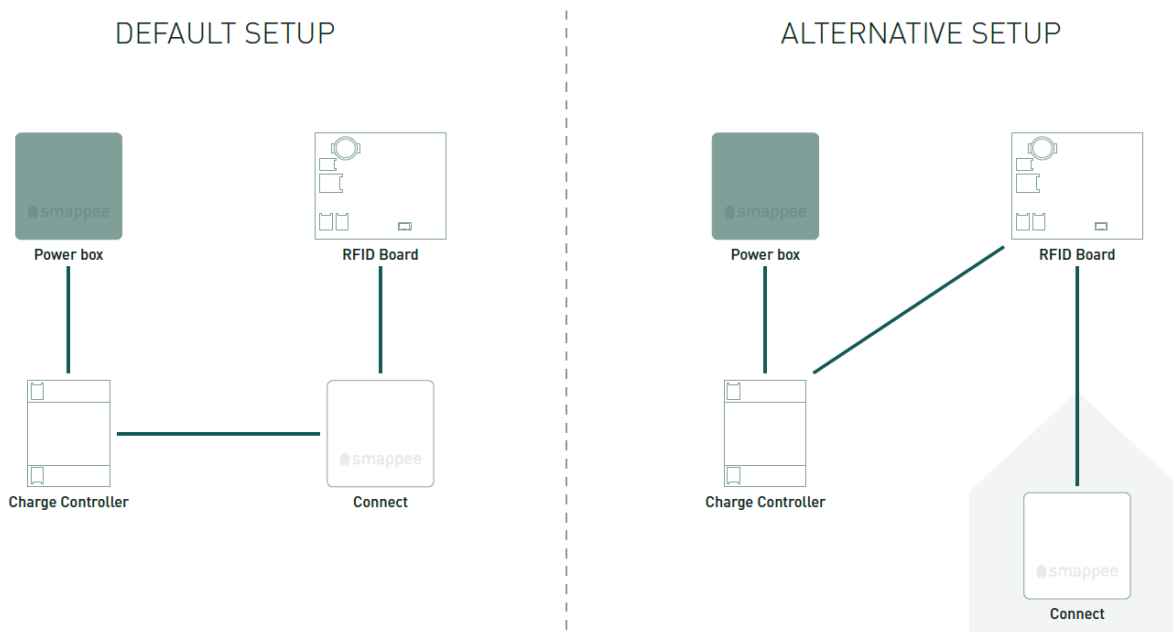 DEFAULT SETUP
ALTERNATIVE SETUP
smappee
Power box
RFID Board
smappee
Power box
RFID Board
smappee
Charge Controller
Connect
Charge Controller
smappee
Connect